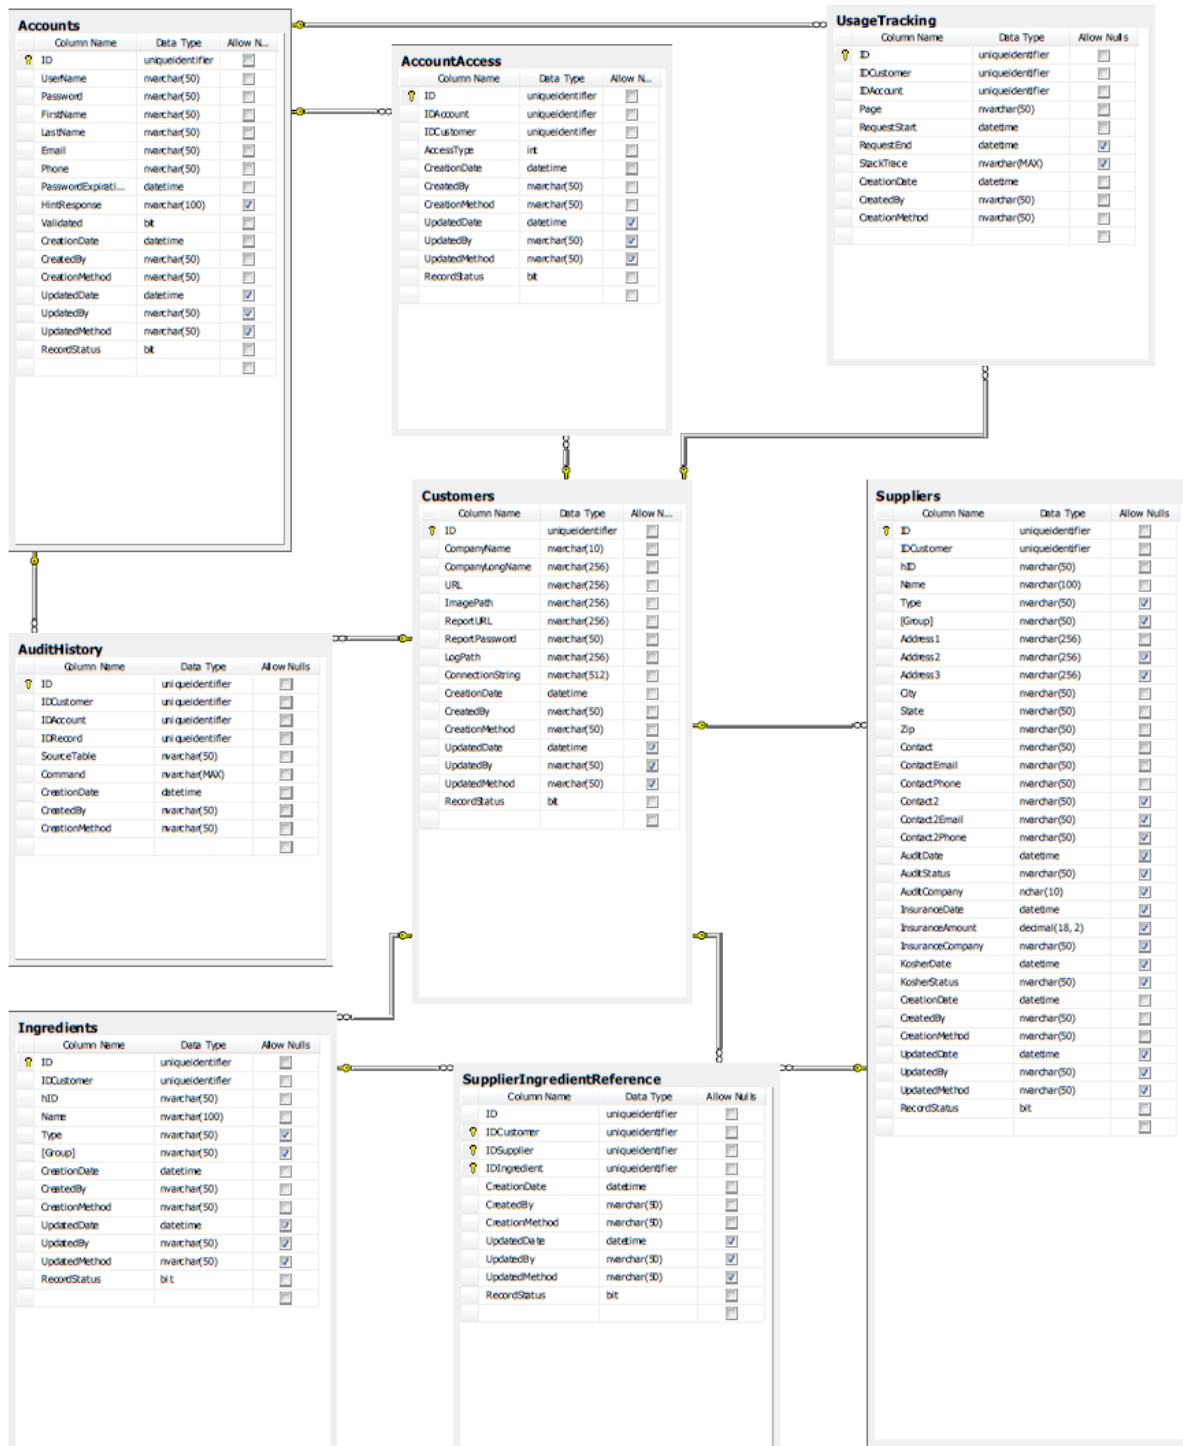 Accounts
Column Name Data Type Allow N...
ID uniqueidentifier
UserName nvarchar(50)
Password nvarchar(50)
FirstName nvarchar(50)
LastName nvarchar(50)
Email nvarchar(50)
Phone nvarchar(50)
PasswordExpirati... datetime
HintResponse nvarchar(100)
Validated bit
CreationDate datetime
CreatedBy nvarchar(50)
CreationMethod nvarchar(50)
UpdatedDate datetime
UpdatedBy nvarchar(50)
UpdatedMethod nvarchar(50)
RecordStatus bit
AccountAccess
Column Name Data Type Allow N...
ID uniqueidentifier
IDAccount uniqueidentifier
IDCustomer uniqueidentifier
AccessType int
CreationDate datetime
CreatedBy nvarchar(50)
CreationMethod nvarchar(50)
UpdatedDate datetime
UpdatedBy nvarchar(50)
UpdatedMethod nvarchar(50)
RecordStatus bit
UsageTracking
Column Name Data Type Allow Nulls
ID uniqueidentifier
IDCustomer uniqueidentifier
IDAccount uniqueidentifier
Page nvarchar(50)
RequestStart datetime
RequestEnd datetime
StackTrace nvarchar(MAX)
CreationDate datetime
CreatedBy nvarchar(50)
CreationMethod nvarchar(50)
Customers
Column Name Data Type Allow N...
ID uniqueidentifier
CompanyName nvarchar(10)
CompanyLongName nvarchar(256)
URL nvarchar(256)
ImagePath nvarchar(256)
ReportURL nvarchar(256)
ReportPassword nvarchar(50)
LogPath nvarchar(256)
ConnectionString nvarchar(512)
CreationDate datetime
CreatedBy nvarchar(50)
CreationMethod nvarchar(50)
UpdatedDate datetime
UpdatedBy nvarchar(50)
UpdatedMethod nvarchar(50)
RecordStatus bit
Suppliers
Column Name Data Type Allow Nulls
ID uniqueidentifier
IDCustomer uniqueidentifier
hID nvarchar(50)
Name nvarchar(100)
Type nvarchar(50)
[Group] nvarchar(50)
Address1 nvarchar(256)
Address2 nvarchar(256)
Address3 nvarchar(256)
City nvarchar(50)
State nvarchar(50)
Zip nvarchar(50)
Contact nvarchar(50)
ContactEmail nvarchar(50)
ContactPhone nvarchar(50)
Contact2 nvarchar(50)
Contact2Email nvarchar(50)
Contact2Phone nvarchar(50)
AuditDate datetime
AuditStatus nvarchar(50)
AuditCompany nchar(10)
InsuranceDate datetime
InsuranceAmount decimal(18, 2)
InsuranceCompany nvarchar(50)
KosherDate datetime
KosherStatus nvarchar(50)
CreationDate datetime
CreatedBy nvarchar(50)
CreationMethod nvarchar(50)
UpdatedDate datetime
UpdatedBy nvarchar(50)
UpdatedMethod nvarchar(50)
RecordStatus bit
AuditHistory
Column Name Data Type Allow Nulls
ID uniqueidentifier
IDCustomer uniqueidentifier
IDAccount uniqueidentifier
IDRecord uniqueidentifier
SourceTable nvarchar(50)
Command nvarchar(MAX)
CreationDate datetime
CreatedBy nvarchar(50)
CreationMethod nvarchar(50)
Ingredients
Column Name Data Type Allow Nulls
ID uniqueidentifier
IDCustomer uniqueidentifier
hID nvarchar(50)
Name nvarchar(100)
Type nvarchar(50)
[Group] nvarchar(50)
CreationDate datetime
CreatedBy nvarchar(50)
CreationMethod nvarchar(50)
UpdatedDate datetime
UpdatedBy nvarchar(50)
UpdatedMethod nvarchar(50)
RecordStatus bit
SupplierIngredientReference
Column Name Data Type Allow Nulls
ID uniqueidentifier
IDCustomer uniqueidentifier
IDSupplier uniqueidentifier
IDIngredient uniqueidentifier
CreationDate datetime
CreatedBy nvarchar(50)
CreationMethod nvarchar(50)
UpdatedDate datetime
UpdatedBy nvarchar(50)
UpdatedMethod nvarchar(50)
RecordStatus bit